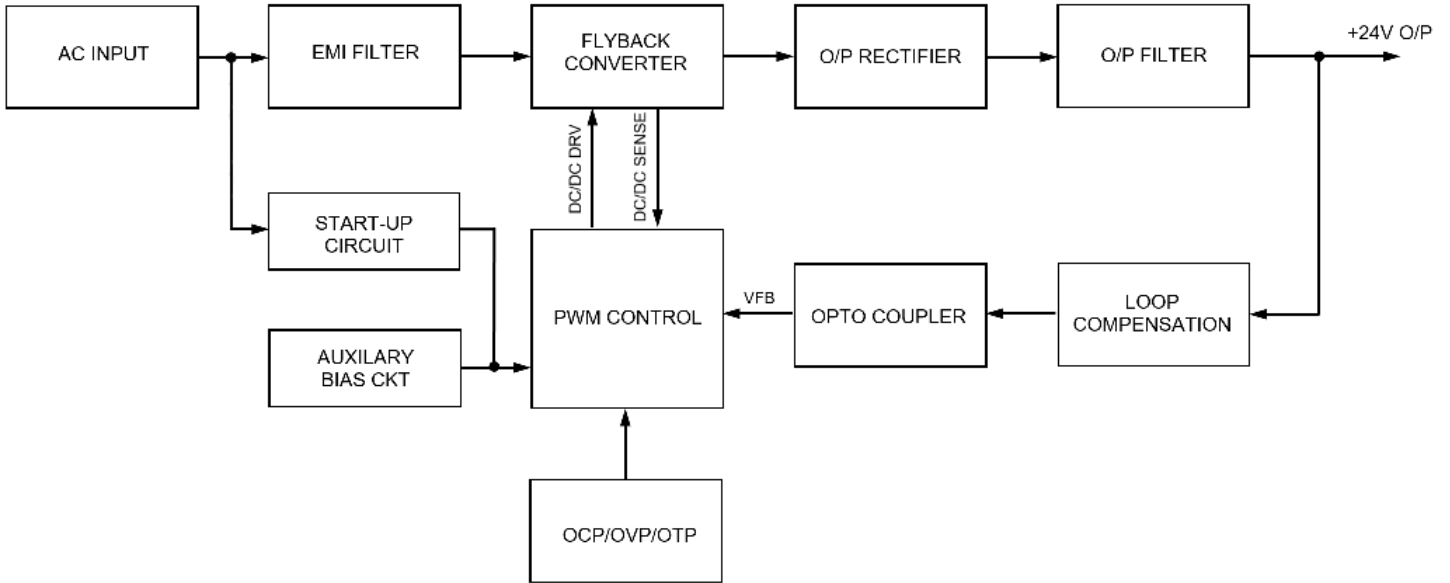 AC INPUT
EMI FILTER
FLYBACK
CONVERTER
O/P RECTIFIER
O/P FILTER
+24V O/P
DC/DC DRV
DC/DC SENSE
START-UP
CIRCUIT
PWM CONTROL
VFB
OPTO COUPLER
LOOP
COMPENSATION
AUXILARY
BIAS CKT
OCP/OVP/OTP